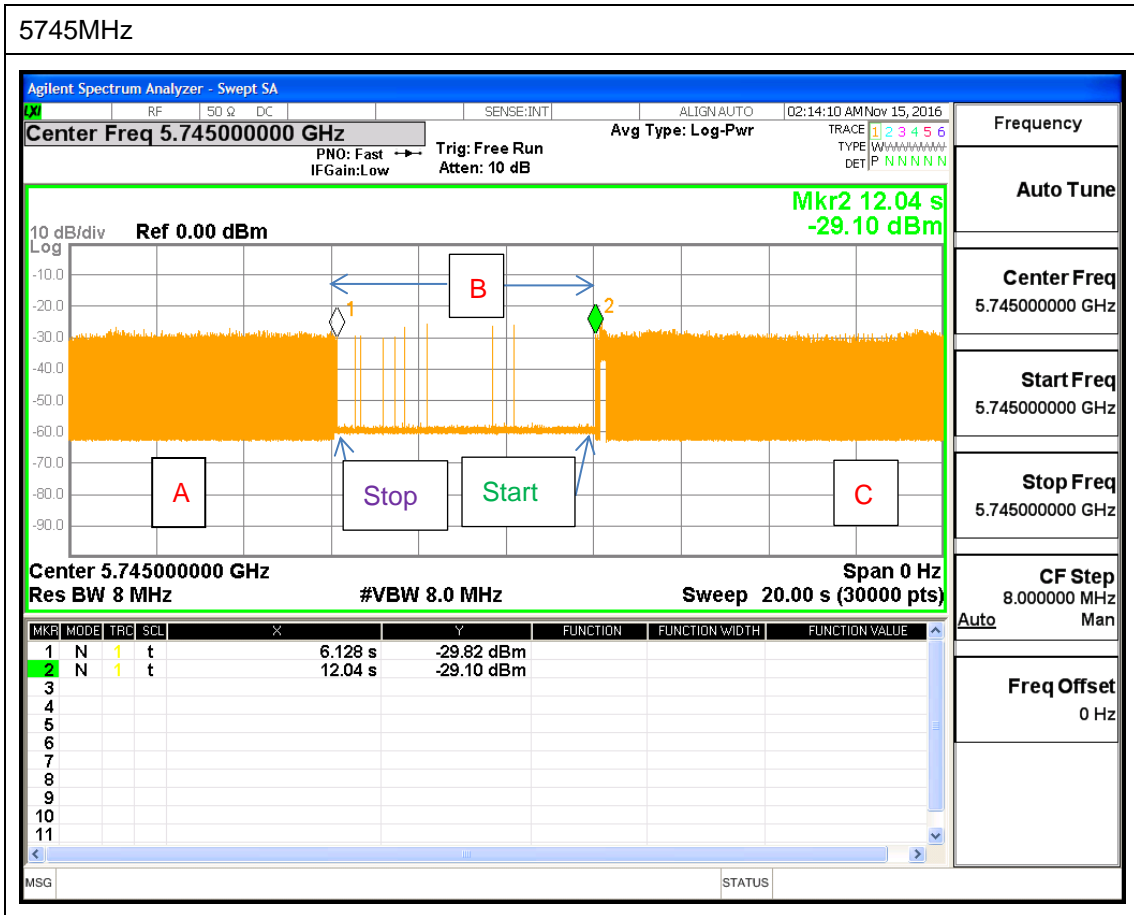 5745MHz
Agilent Spectrum Analyzer - Swept SA
LXI RF 50 Ω DC SENSE:INT ALIGN AUTO 02:14:10 AM Nov 15, 2016
Center Freq 5.745000000 GHz
PNO: Fast
IFGain:Low
Trig: Free Run
Atten: 10 dB
Avg Type: Log-Pwr
TRACE 1 2 3 4 5 6
TYPE W
DET P N N N N N
Mkr2 12.04 s
-29.10 dBm
10 dB/div Ref 0.00 dBm
Log
-10.0
-20.0
-30.0
-40.0
-50.0
-60.0
-70.0
-80.0
-90.0
1
B
2
A
Stop
Start
C
Center 5.745000000 GHz Span 0 Hz
Res BW 8 MHz #VBW 8.0 MHz Sweep 20.00 s (30000 pts)
MKR MODE TRC SCL X Y FUNCTION FUNCTION WIDTH FUNCTION VALUE
1 N 1 t 6.128 s -29.82 dBm
2 N 1 t 12.04 s -29.10 dBm
3
4
5
6
7
8
9
10
11
MSG STATUS
Frequency
Auto Tune
Center Freq
5.745000000 GHz
Start Freq
5.745000000 GHz
Stop Freq
5.745000000 GHz
CF Step
8.000000 MHz
Auto Man
Freq Offset
0 Hz